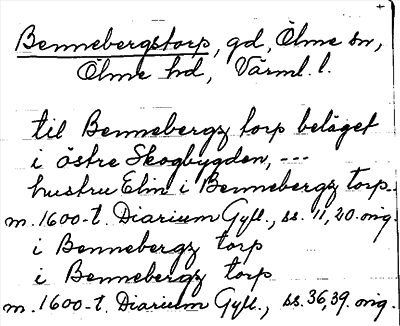 Bennebergstorp, gd, Ölme sn,
Ölme hd, Värml. l.
til Bennebergz torp beläget
i östre Skogbygden, ---
hustru Elin i Bennebergz torp.
m. 1600-t. Diarium Gyll., ss. 11, 20. orig.
i Bennebergz torp
i Bennebergz torp
m. 1600-t. Diarium Gyll., ss. 36, 39. orig.